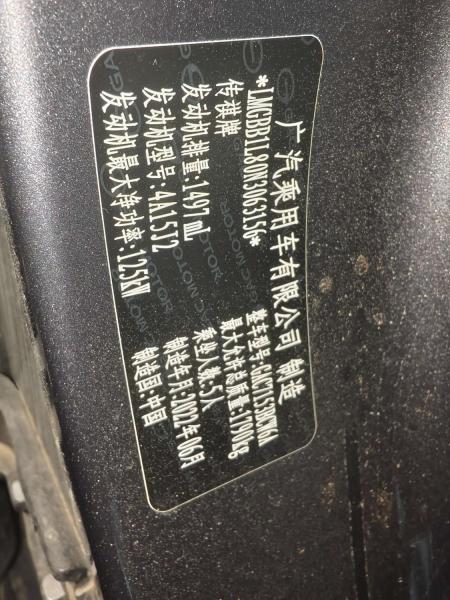 广汽乘用车有限公司 制造
*LMGBB1L80N3063156*
传祺牌 整车型号:GAC7153BCW6A
发动机排量:1497mL 最大允许总质量:1790kg
发动机型号:4A15T2 乘坐人数:5人
发动机最大净功率:125kW 制造年月:2022年06月
制造国:中国